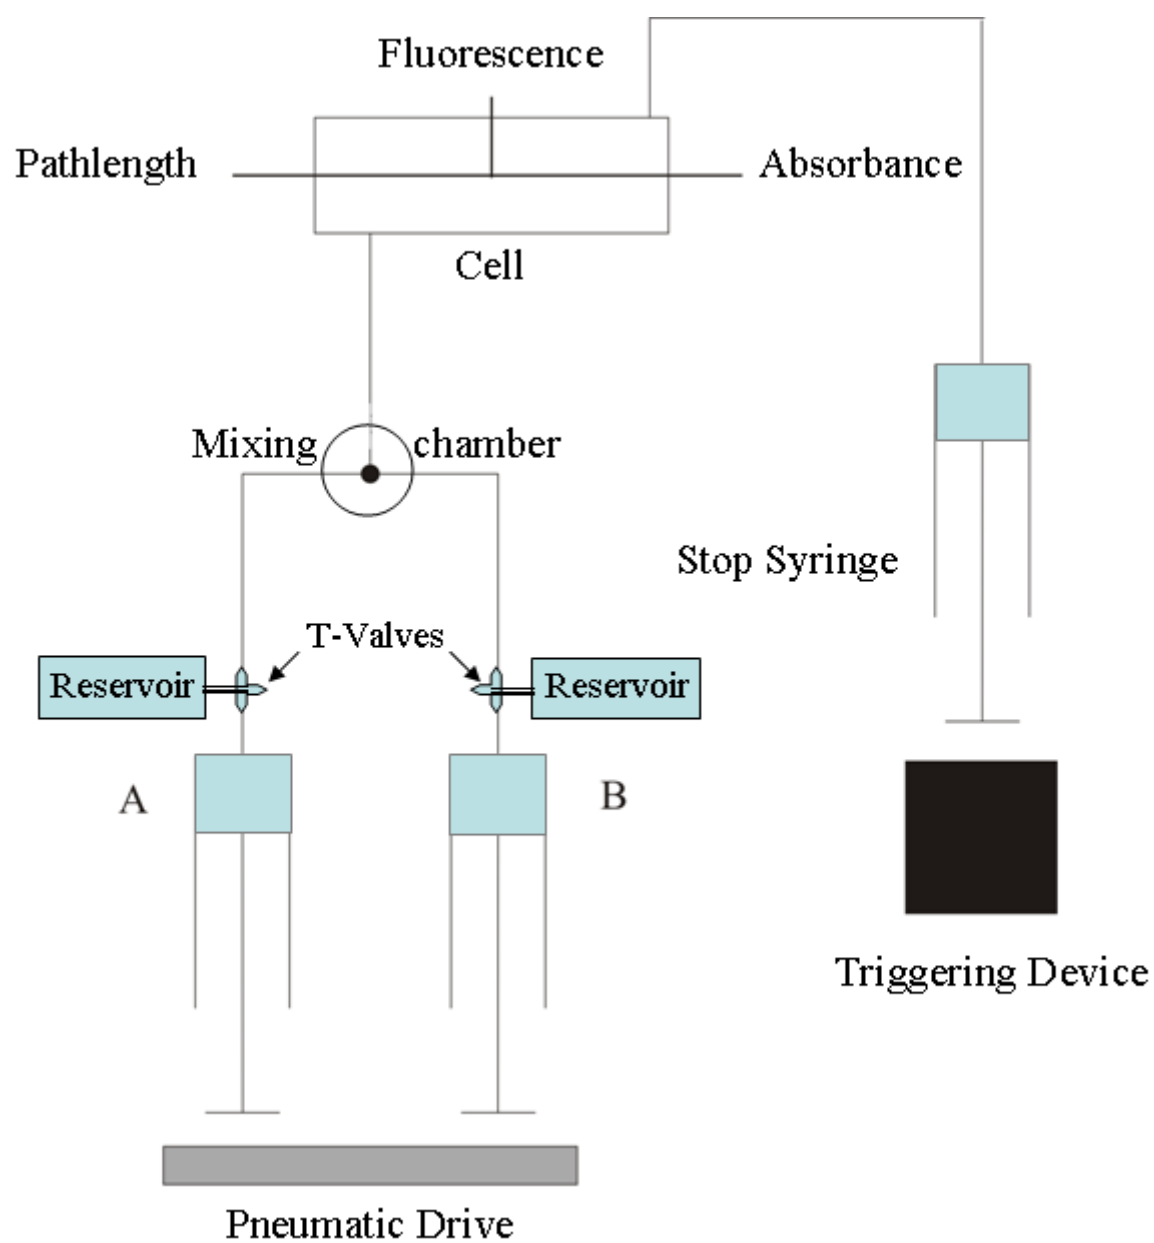 Fluorescence
Pathlength
Absorbance
Cell
Mixing chamber
Stop Syringe
T-Valves
Reservoir
Reservoir
A
B
Triggering Device
Pneumatic Drive